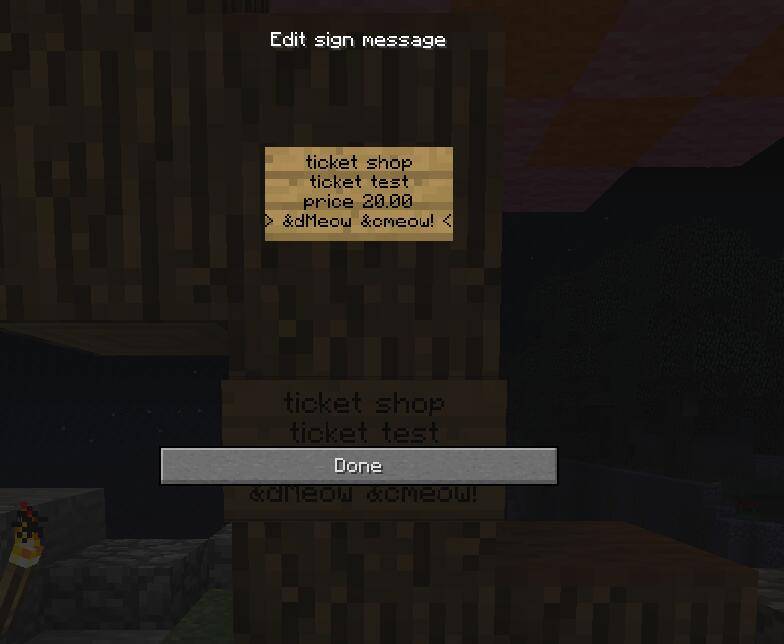 Edit sign message
ticket shop
ticket test
price 20.00
> &dMeow &cmeow! <
ticket shop
ticket test
Done
&dMeow &cmeow!